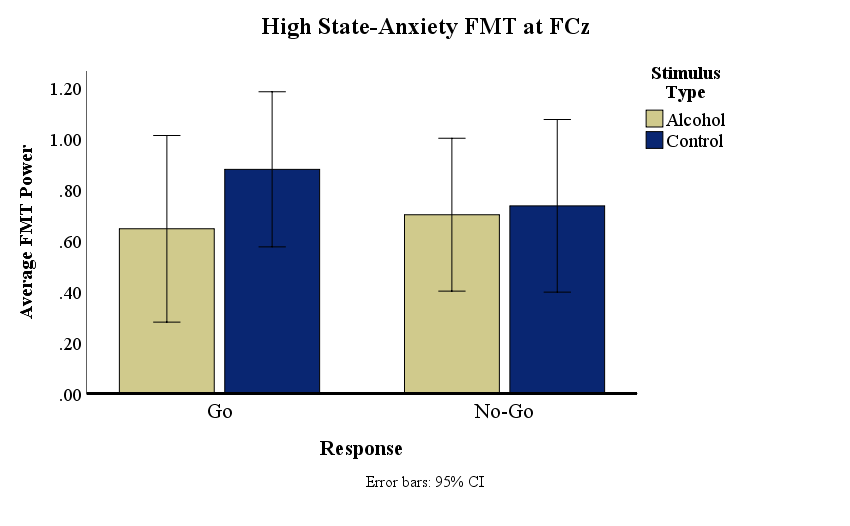 High State-Anxiety FMT at FCz
Stimulus
Type
Alcohol
Control
Average FMT Power
1.20
1.00
.80
.60
.40
.20
.00
Go
No-Go
Response
Error bars: 95% CI